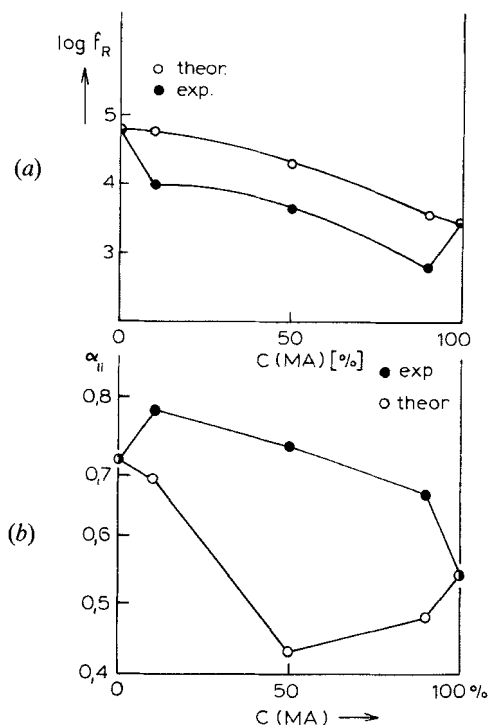 log f_R
○ theor.
● exp.
(a)
5
4
3
0 50 100
C (MA) [%]
α_ll
● exp
○ theor
0,8
0,7
(b)
0,6
0,5
0,4
0 50 100 %
C (MA) →